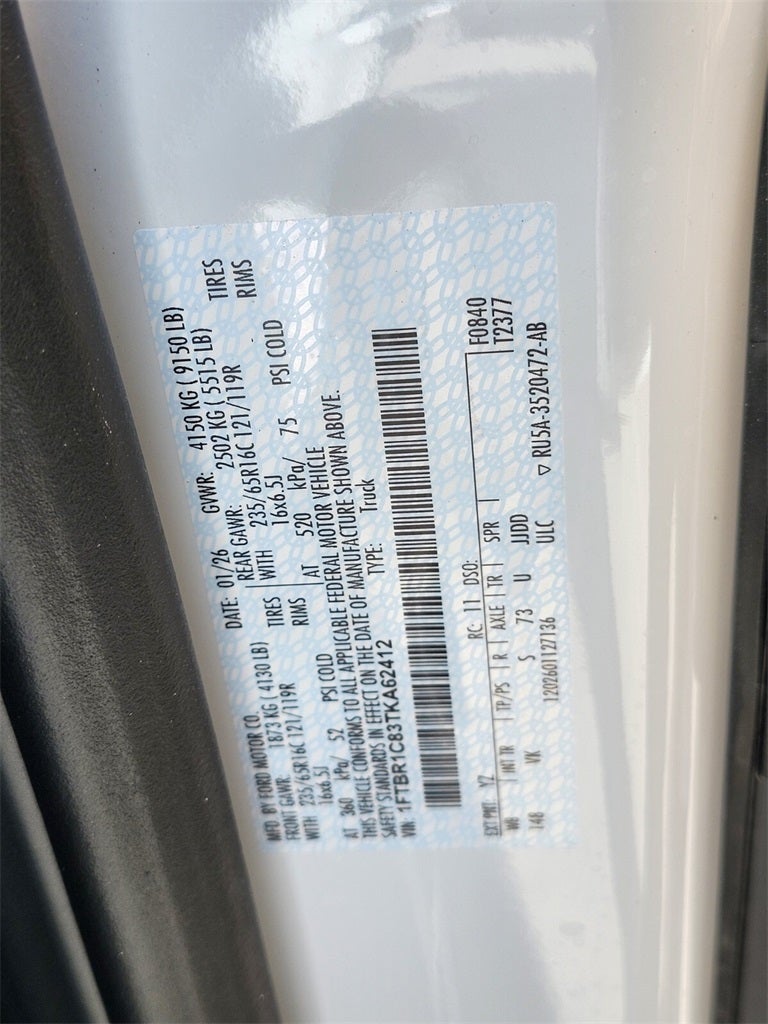 MFD. BY FORD MOTOR CO. DATE: 01/26 GVWR: 4150 KG ( 9150 LB)
FRONT GAWR: 1873 KG ( 4130 LB) REAR GAWR: 2502 KG ( 5515 LB)
WITH 235/65R16C 121/119R TIRES WITH 235/65R16C 121/119R TIRES
16x6.5J RIMS 16x6.5J RIMS
AT 360 kPa/ 52 PSI COLD AT 520 kPa/ 75 PSI COLD
THIS VEHICLE CONFORMS TO ALL APPLICABLE FEDERAL MOTOR VEHICLE
SAFETY STANDARDS IN EFFECT ON THE DATE OF MANUFACTURE SHOWN ABOVE.
VIN: 1FTBR1C83TKA62412 TYPE: Truck
EXT PNT: YZ RC: 11 DSO: F0840
WB INT TR TP/PS R AXLE TR SPR T2377
148 VK S 73 U JJDD
1202601127136 ULC ▽ RU5A-3520472-AB